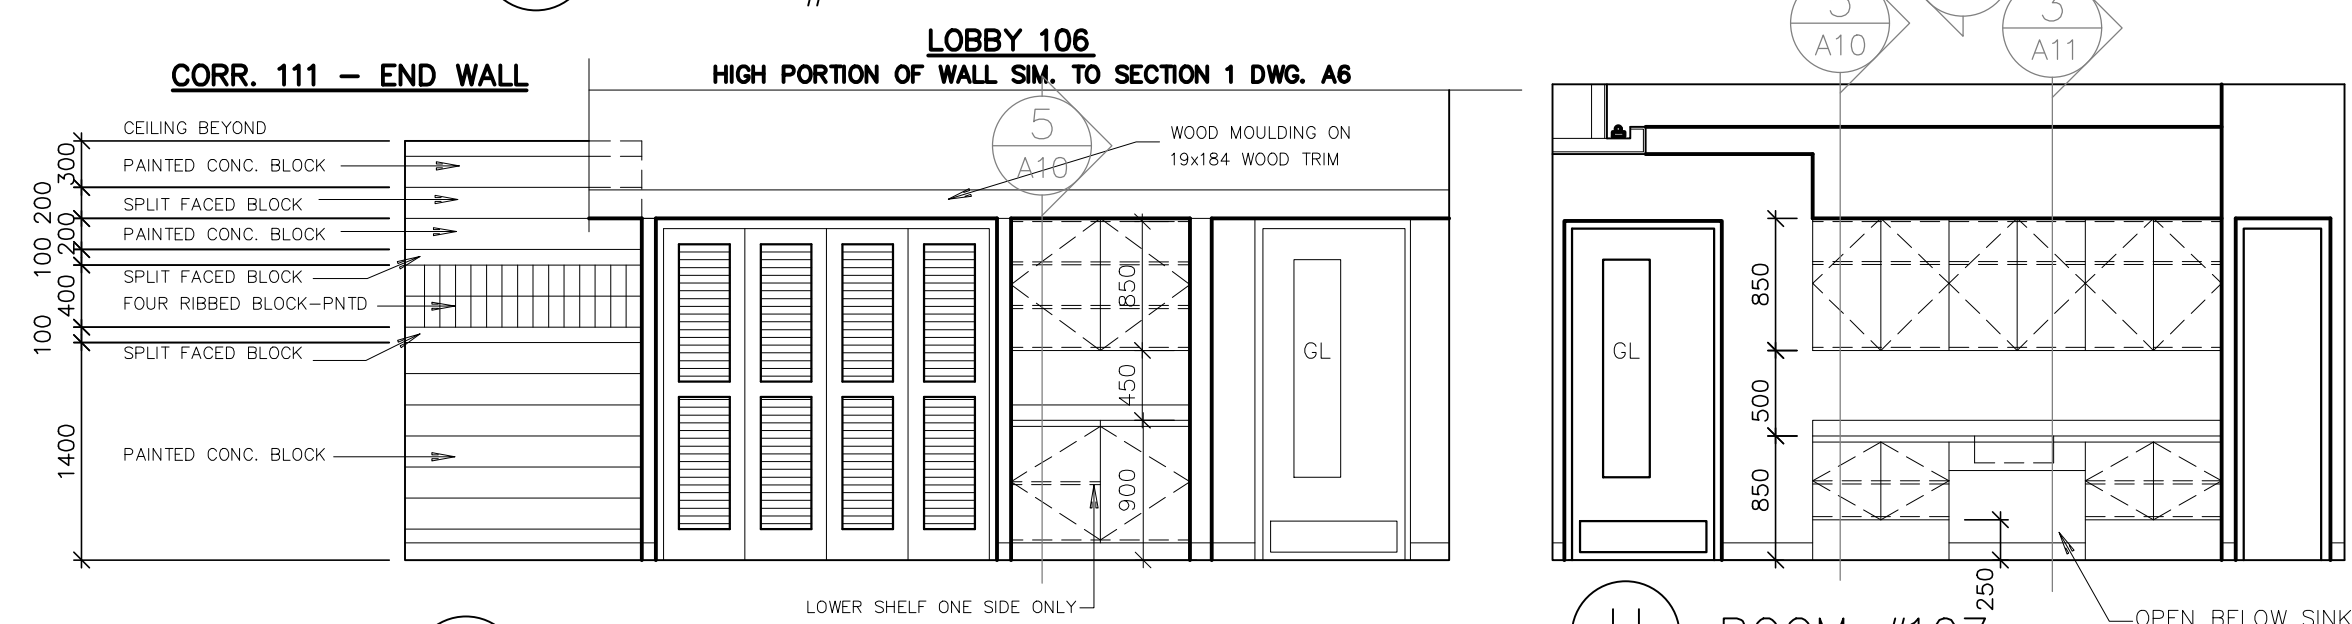 #
LOBBY 106
HIGH PORTION OF WALL SIM. TO SECTION 1 DWG. A6
CORR. 111 – END WALL
CEILING BEYOND
PAINTED CONC. BLOCK
SPLIT FACED BLOCK
PAINTED CONC. BLOCK
SPLIT FACED BLOCK
FOUR RIBBED BLOCK-PNTD
SPLIT FACED BLOCK
PAINTED CONC. BLOCK
300
200
200
100
400
100
1400
WOOD MOULDING ON
19x184 WOOD TRIM
5
A10
850
450
900
GL
LOWER SHELF ONE SIDE ONLY
A10
3
A11
GL
850
500
850
250
OPEN BELOW SINK
H
ROOM #107